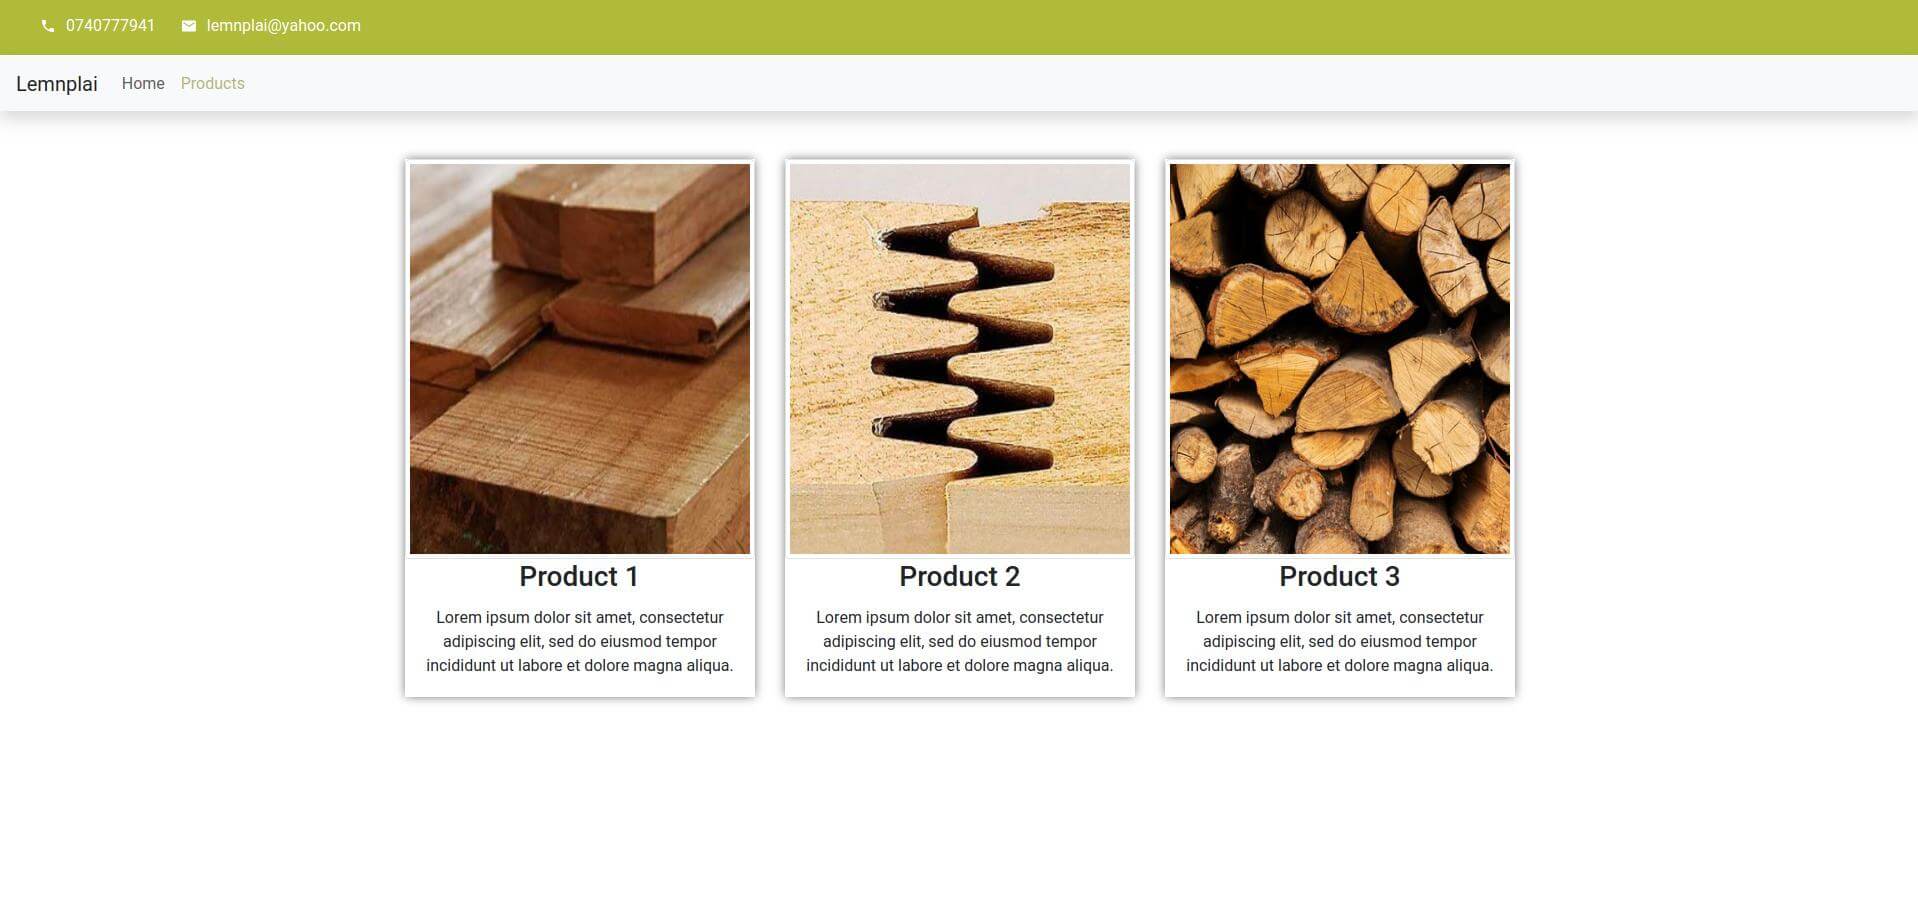 0740777941 lemnplai@yahoo.com
Lemnplai Home Products
Product 1
Lorem ipsum dolor sit amet, consectetur
adipiscing elit, sed do eiusmod tempor
incididunt ut labore et dolore magna aliqua.
Product 2
Lorem ipsum dolor sit amet, consectetur
adipiscing elit, sed do eiusmod tempor
incididunt ut labore et dolore magna aliqua.
Product 3
Lorem ipsum dolor sit amet, consectetur
adipiscing elit, sed do eiusmod tempor
incididunt ut labore et dolore magna aliqua.